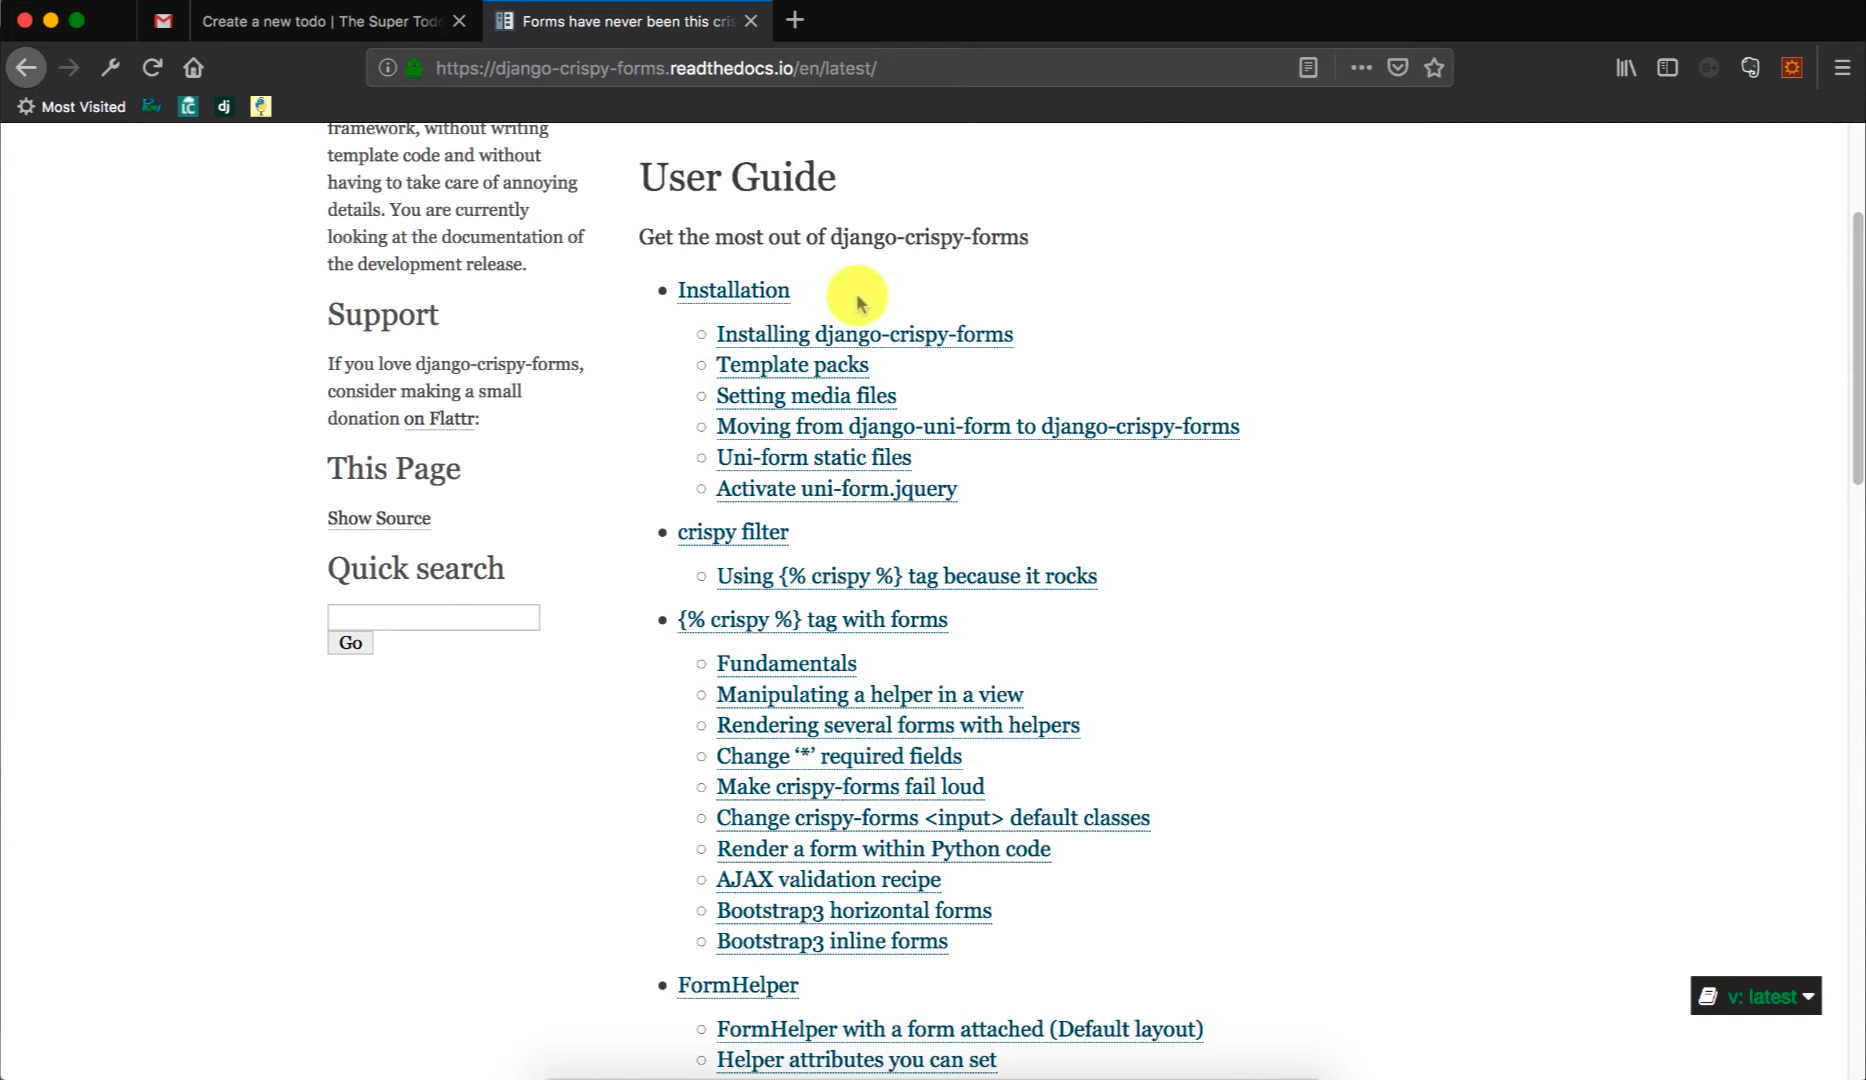 Create a new todo | The Super Todo
Forms have never been this cris
https://django-crispy-forms.readthedocs.io/en/latest/
Most Visited
framework, without writing
template code and without
having to take care of annoying
details. You are currently
looking at the documentation of
the development release.
Support
If you love django-crispy-forms,
consider making a small
donation on Flattr:
This Page
Show Source
Quick search
Go
User Guide
Get the most out of django-crispy-forms
Installation
Installing django-crispy-forms
Template packs
Setting media files
Moving from django-uni-form to django-crispy-forms
Uni-form static files
Activate uni-form.jquery
crispy filter
Using {% crispy %} tag because it rocks
{% crispy %} tag with forms
Fundamentals
Manipulating a helper in a view
Rendering several forms with helpers
Change ‘*’ required fields
Make crispy-forms fail loud
Change crispy-forms <input> default classes
Render a form within Python code
AJAX validation recipe
Bootstrap3 horizontal forms
Bootstrap3 inline forms
FormHelper
FormHelper with a form attached (Default layout)
Helper attributes you can set
v: latest